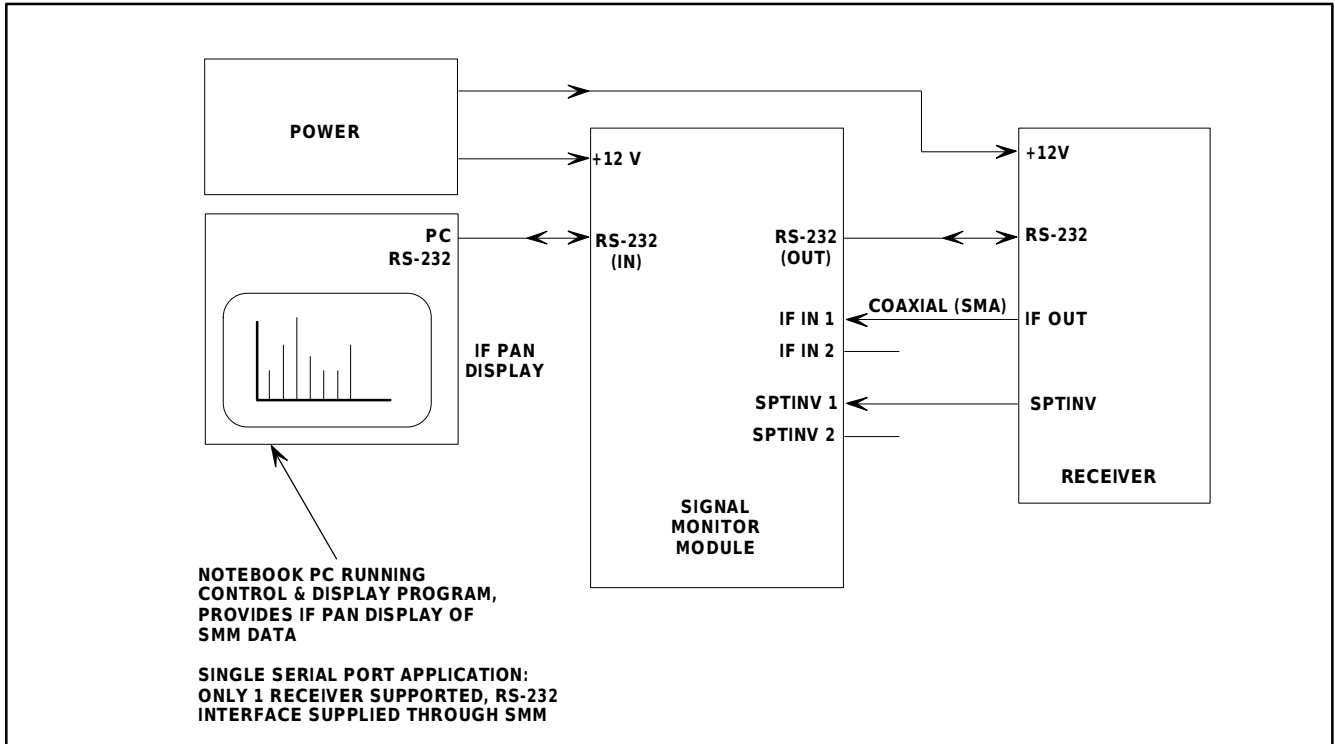 POWER
+12 V
+12V
PC
RS-232
RS-232
(IN)
RS-232
(OUT)
RS-232
COAXIAL (SMA)
IF IN 1
IF OUT
IF IN 2
IF PAN
DISPLAY
SPTINV 1
SPTINV
SPTINV 2
RECEIVER
SIGNAL
MONITOR
MODULE
NOTEBOOK PC RUNNING
CONTROL & DISPLAY PROGRAM,
PROVIDES IF PAN DISPLAY OF
SMM DATA
SINGLE SERIAL PORT APPLICATION:
ONLY 1 RECEIVER SUPPORTED, RS-232
INTERFACE SUPPLIED THROUGH SMM